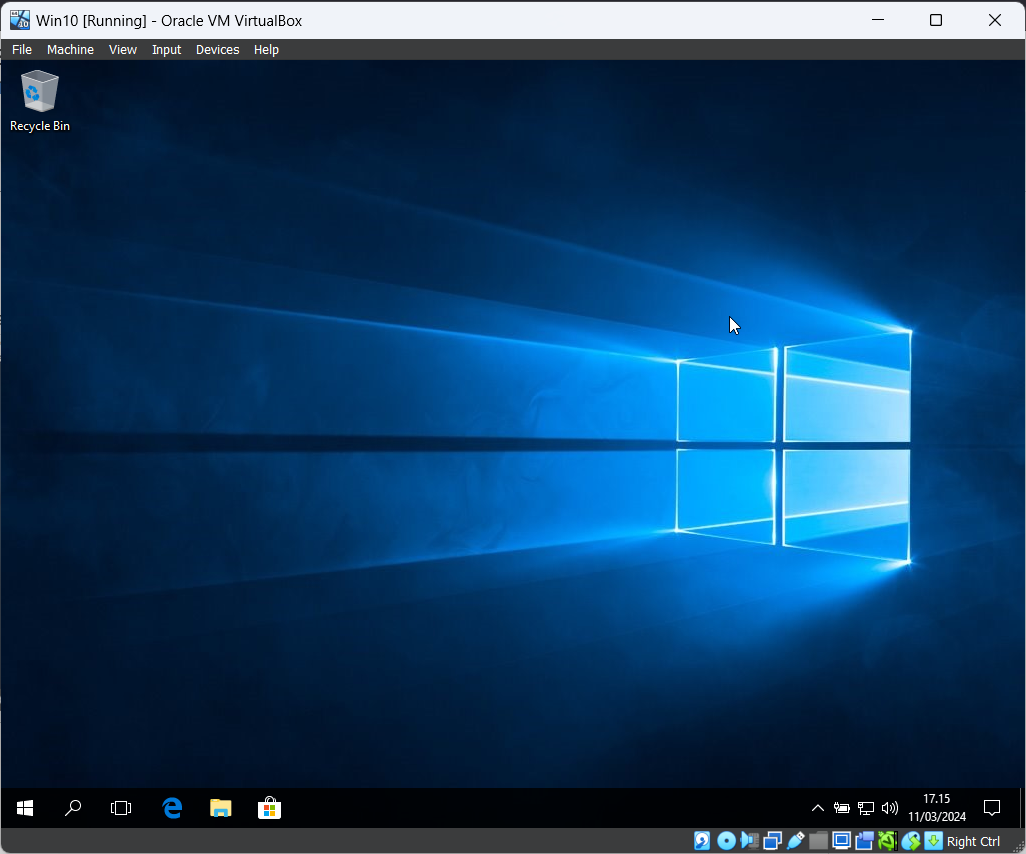 Win10 [Running] - Oracle VM VirtualBox
File Machine View Input Devices Help
Recycle Bin
17.15
11/03/2024
Right Ctrl